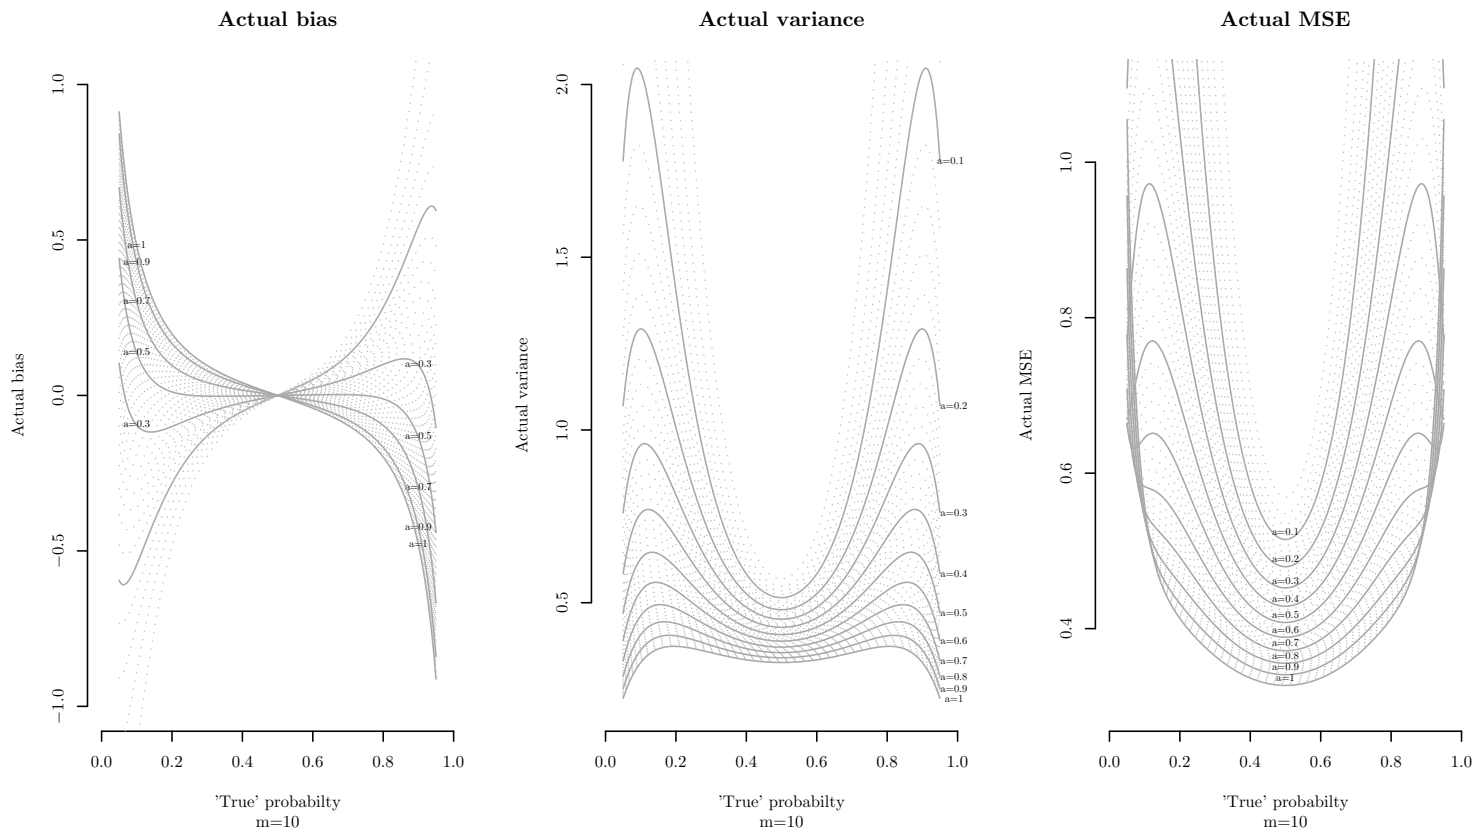 Actual bias
Actual bias
1.0
0.5
0.0
−0.5
−1.0
a=1
a=0.9
a=0.7
a=0.5
a=0.3
a=0.3
a=0.5
a=0.7
a=0.9
a=1
0.0 0.2 0.4 0.6 0.8 1.0
'True' probabilty
m=10
Actual variance
Actual variance
2.0
1.5
1.0
0.5
a=0.1
a=0.2
a=0.3
a=0.4
a=0.5
a=0.6
a=0.7
a=0.8
a=0.9
a=1
0.0 0.2 0.4 0.6 0.8 1.0
'True' probabilty
m=10
Actual MSE
Actual MSE
1.0
0.8
0.6
0.4
a=0.1
a=0.2
a=0.3
a=0.4
a=0.5
a=0.6
a=0.7
a=0.8
a=0.9
a=1
0.0 0.2 0.4 0.6 0.8 1.0
'True' probabilty
m=10